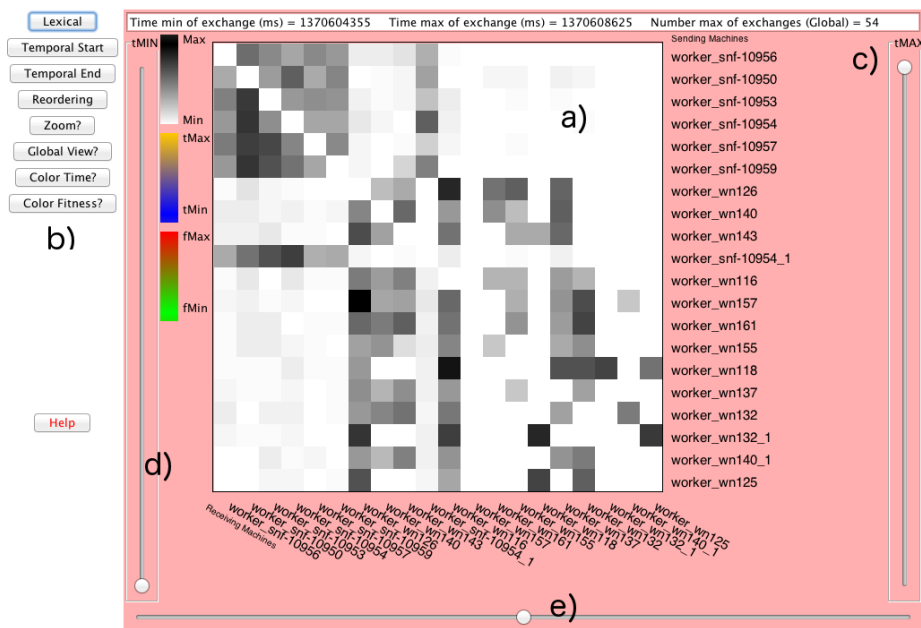 Lexical
Temporal Start
Temporal End
Reordering
Zoom?
Global View?
Color Time?
Color Fitness?
b)
Help
Time min of exchange (ms) = 1370604355 Time max of exchange (ms) = 1370608625 Number max of exchanges (Global) = 54
tMIN
Max
Min
tMax
tMin
fMax
fMin
d)
a)
Sending Machines
worker_snf-10956
worker_snf-10950
worker_snf-10953
worker_snf-10954
worker_snf-10957
worker_snf-10959
worker_wn126
worker_wn140
worker_wn143
worker_snf-10954_1
worker_wn116
worker_wn157
worker_wn161
worker_wn155
worker_wn118
worker_wn137
worker_wn132
worker_wn132_1
worker_wn140_1
worker_wn125
c)
tMAX
Receiving Machines
worker_snf-10956
worker_snf-10950
worker_snf-10953
worker_snf-10954
worker_snf-10957
worker_snf-10959
worker_wn126
worker_wn140
worker_wn143
worker_snf-10954_1
worker_wn116
worker_wn157
worker_wn161
worker_wn155
worker_wn118
worker_wn137
worker_wn132
worker_wn132_1
worker_wn140_1
worker_wn125
e)